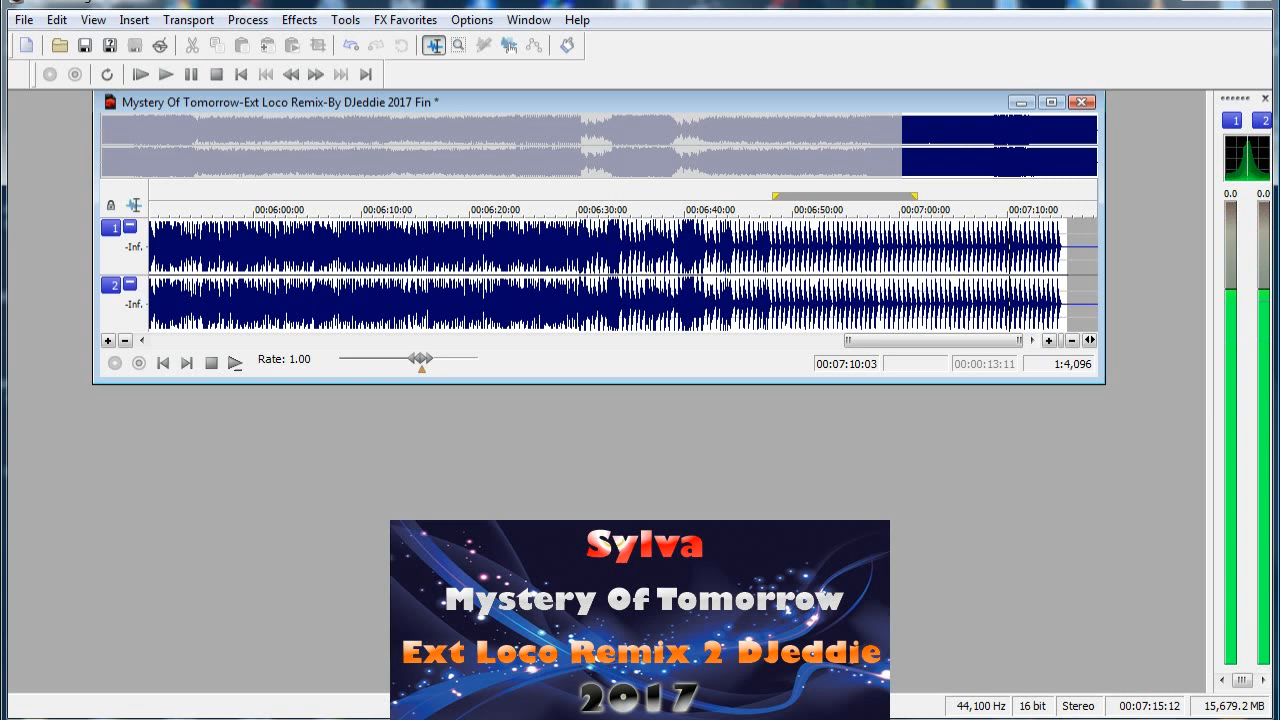 File Edit View Insert Transport Process Effects Tools FX Favorites Options Window Help
Mystery Of Tomorrow-Ext Loco Remix-By DJeddie 2017 Fin *
1 2
0.0 0.0
00:06:00:00 00:06:10:00 00:06:20:00 00:06:30:00 00:06:40:00 00:06:50:00 00:07:00:00 00:07:10:00
1
-Inf.
2
-Inf.
Rate: 1.00
00:07:10:03 00:00:13:11 1:4,096
Sylva
Mystery Of Tomorrow
Ext Loco Remix 2 DJeddie
2017
44,100 Hz 16 bit Stereo 00:07:15:12 15,679.2 MB